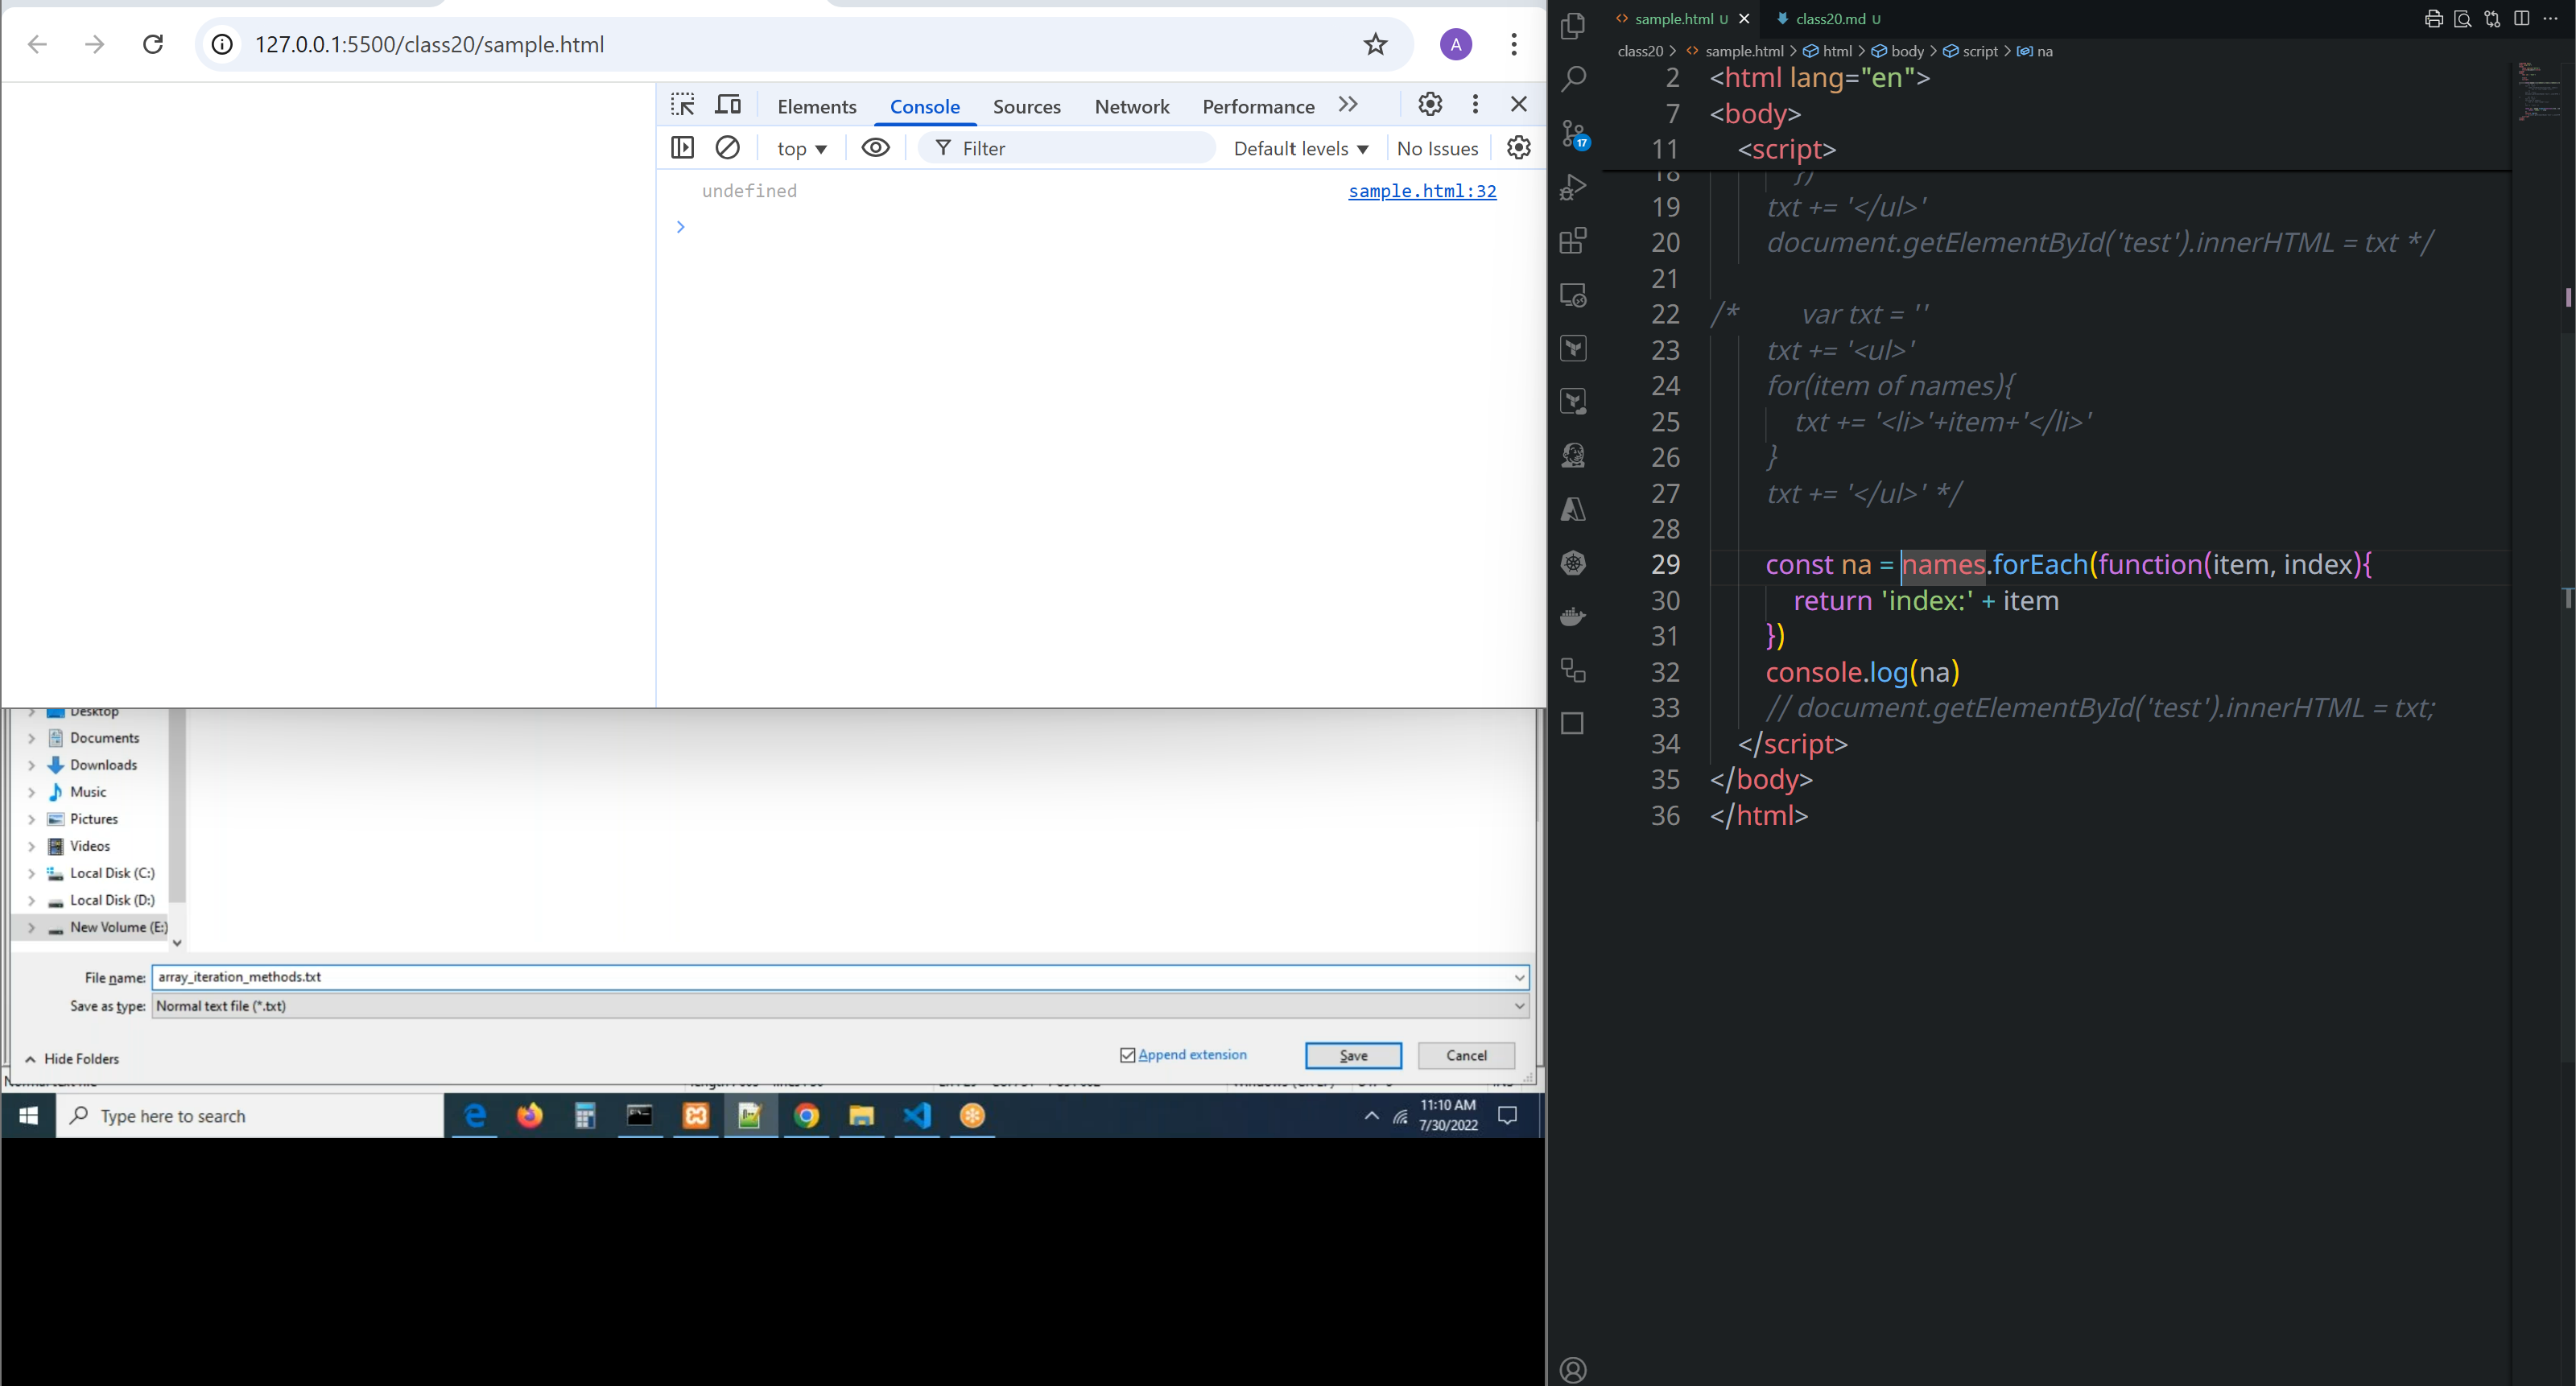 127.0.0.1:5500/class20/sample.html
A
Elements
Console
Sources
Network
Performance
top
Filter
Default levels
No Issues
undefined
sample.html:32
Desktop
Documents
Downloads
Music
Pictures
Videos
Local Disk (C:)
Local Disk (D:)
New Volume (E:)
File name: array_iteration_methods.txt
Save as type: Normal text file (*.txt)
Hide Folders
Append extension
Save
Cancel
Type here to search
11:10 AM
7/30/2022
sample.html U
class20.md U
class20 > sample.html > html > body > script > na
17
2 <html lang="en">
7 <body>
11 <script>
18 })
19 txt += '</ul>'
20 document.getElementById('test').innerHTML = txt */
21
22 /* var txt = ''
23 txt += '<ul>'
24 for(item of names){
25 txt += '<li>'+item+'</li>'
26 }
27 txt += '</ul>' */
28
29 const na = names.forEach(function(item, index){
30 return 'index:' + item
31 })
32 console.log(na)
33 // document.getElementById('test').innerHTML = txt;
34 </script>
35 </body>
36 </html>